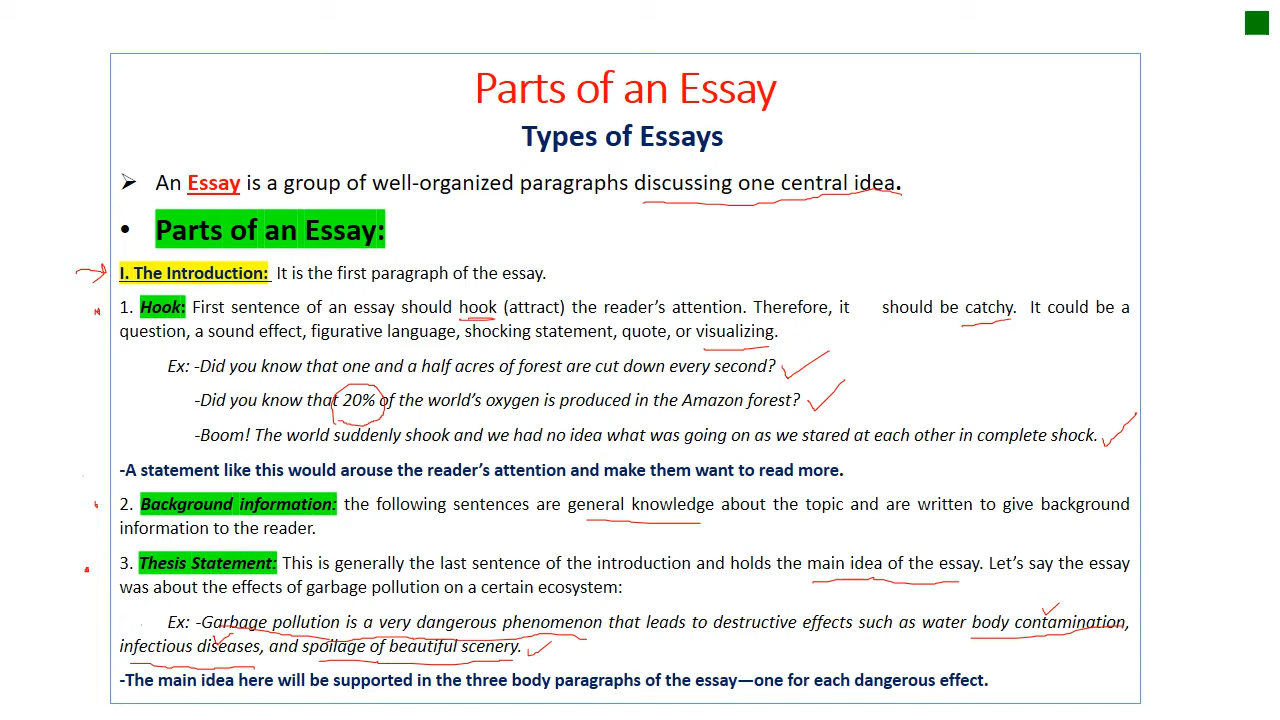 Parts of an Essay
Types of Essays
➢ An Essay is a group of well-organized paragraphs discussing one central idea.
• Parts of an Essay:
I. The Introduction: It is the first paragraph of the essay.
1. Hook: First sentence of an essay should hook (attract) the reader's attention. Therefore, it should be catchy. It could be a
question, a sound effect, figurative language, shocking statement, quote, or visualizing.
Ex: -Did you know that one and a half acres of forest are cut down every second?
-Did you know that 20% of the world's oxygen is produced in the Amazon forest?
-Boom! The world suddenly shook and we had no idea what was going on as we stared at each other in complete shock.
-A statement like this would arouse the reader's attention and make them want to read more.
2. Background information: the following sentences are general knowledge about the topic and are written to give background
information to the reader.
3. Thesis Statement: This is generally the last sentence of the introduction and holds the main idea of the essay. Let's say the essay
was about the effects of garbage pollution on a certain ecosystem:
Ex: -Garbage pollution is a very dangerous phenomenon that leads to destructive effects such as water body contamination,
infectious diseases, and spoilage of beautiful scenery.
-The main idea here will be supported in the three body paragraphs of the essay—one for each dangerous effect.